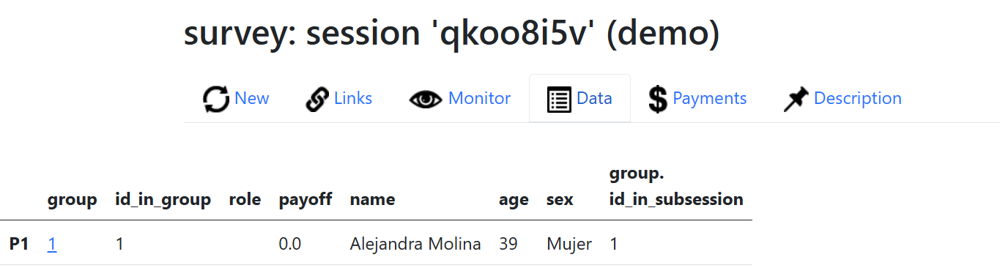 survey: session 'qkoo8i5v' (demo)
New Links Monitor Data Payments Description
group.
group id_in_group role payoff name age sex id_in_subsession
P1 1 1 0.0 Alejandra Molina 39 Mujer 1